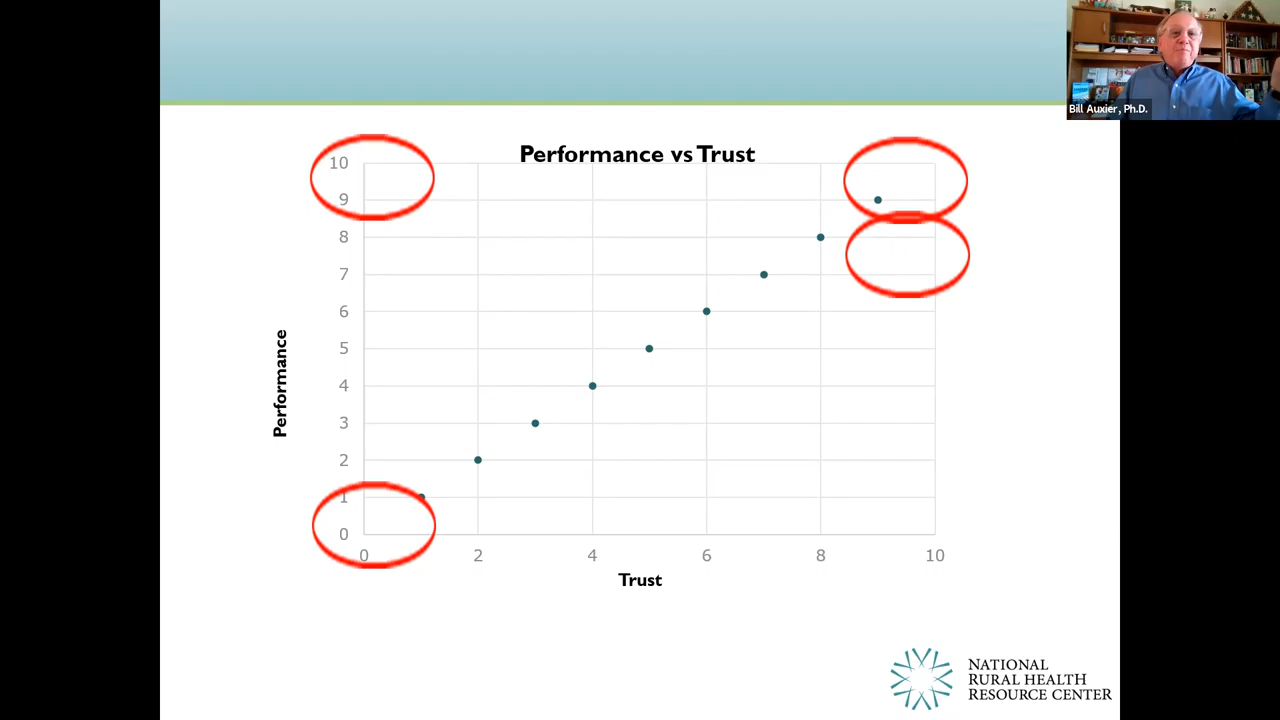 Bill Auxier, Ph.D.
Performance vs Trust
10
9
8
7
6
5
4
3
2
1
0
Performance
0 2 4 6 8 10
Trust
NATIONAL
RURAL HEALTH
RESOURCE CENTER